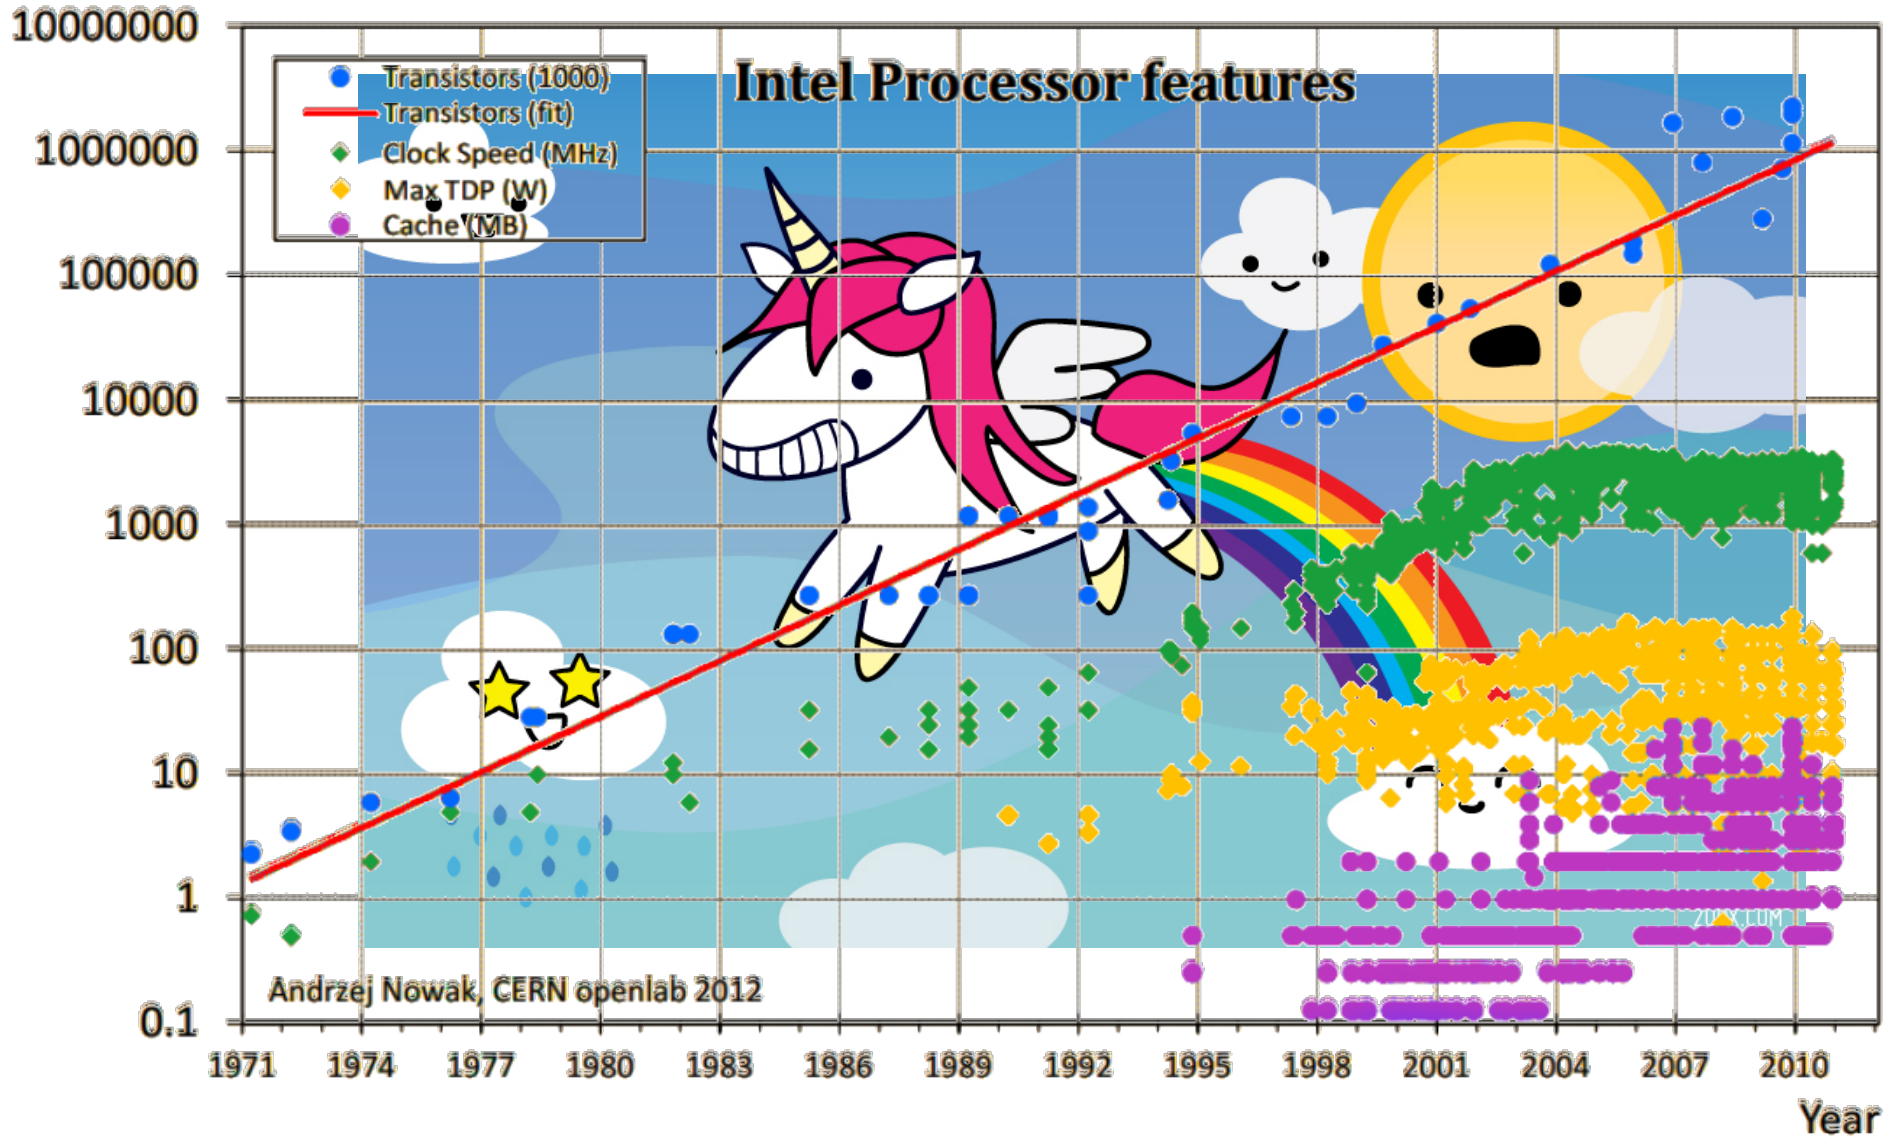 Intel Processor features
Transistors (1000)
Transistors (fit)
Clock Speed (MHz)
Max TDP (W)
Cache (MB)
10000000
1000000
100000
10000
1000
100
10
1
0.1
Andrzej Nowak, CERN openlab 2012
1971 1974 1977 1980 1983 1986 1989 1992 1995 1998 2001 2004 2007 2010
Year